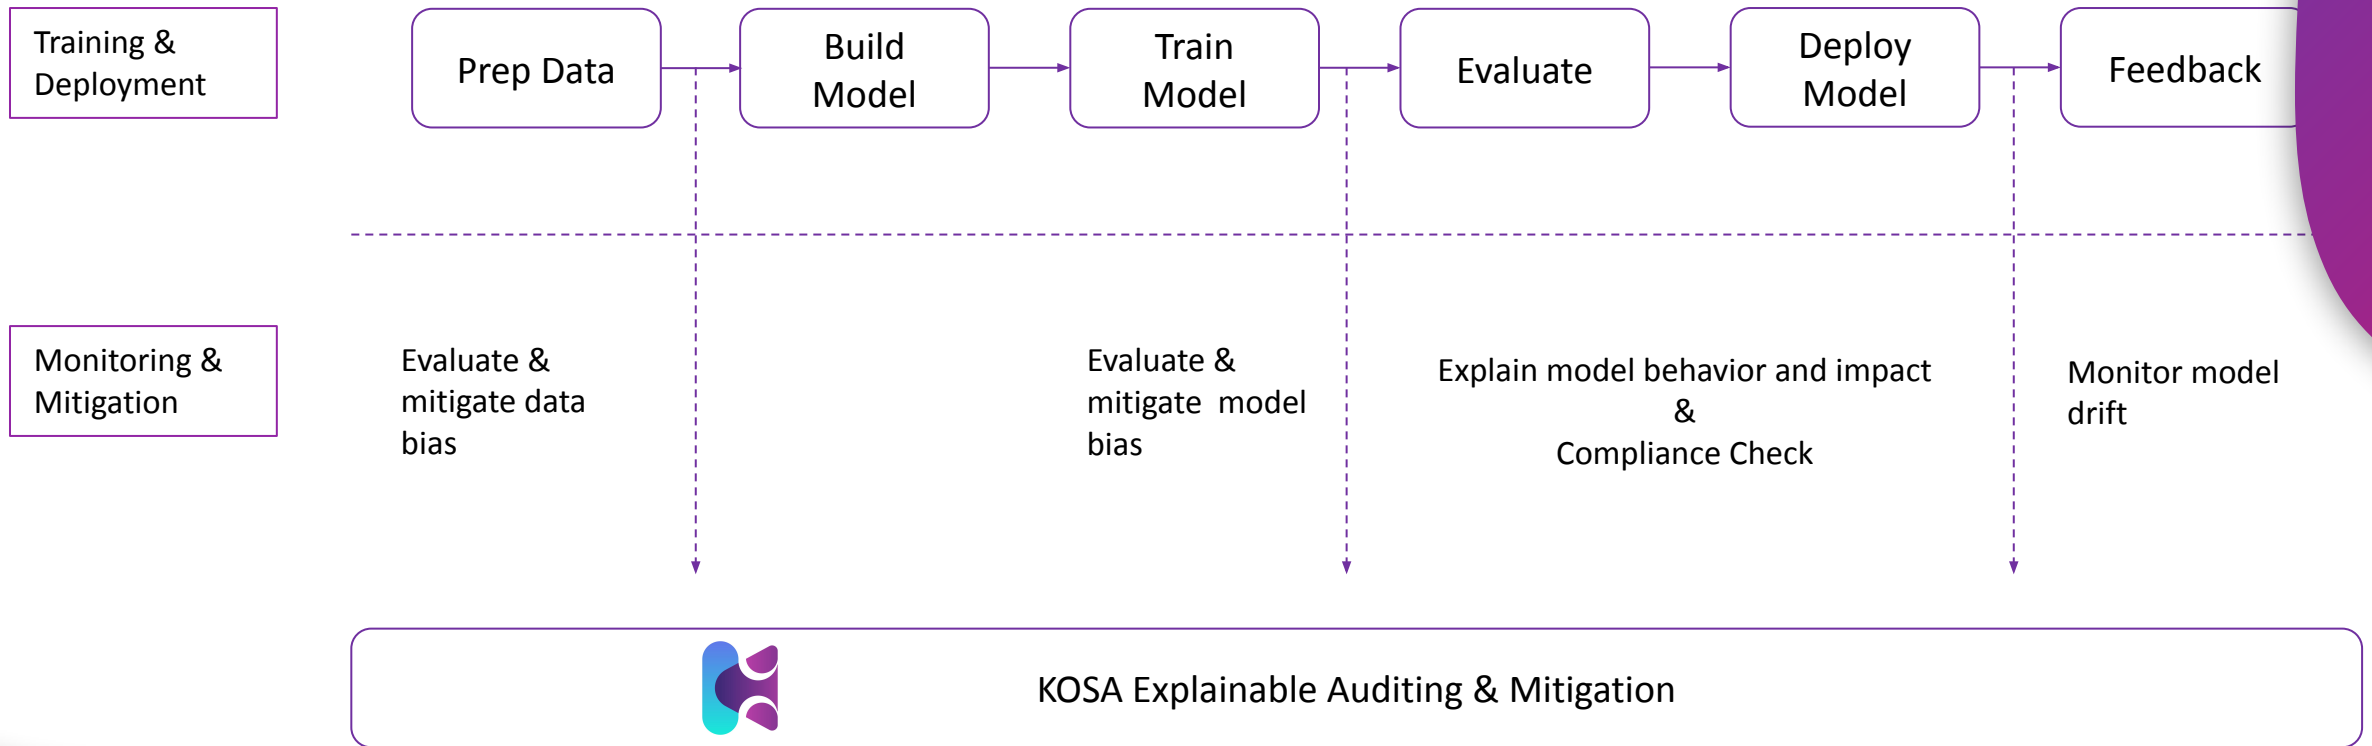 Training &
Deployment
Prep Data
Build
Model
Train
Model
Evaluate
Deploy
Model
Feedback
Monitoring &
Mitigation
Evaluate &
mitigate data
bias
Evaluate &
mitigate  model
bias
Explain model behavior and impact
&
Compliance Check
Monitor model
drift
KOSA Explainable Auditing & Mitigation